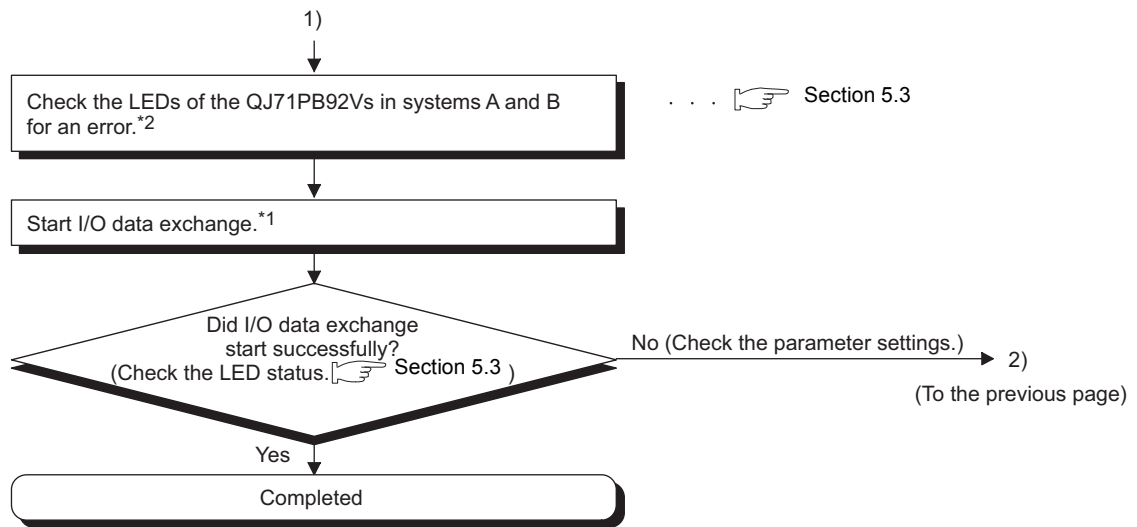 1)
Check the LEDs of the QJ71PB92Vs in systems A and B
for an error.*2
. . . Section 5.3
Start I/O data exchange.*1
Did I/O data exchange
start successfully?
(Check the LED status. Section 5.3 )
No (Check the parameter settings.)
2)
(To the previous page)
Yes
Completed